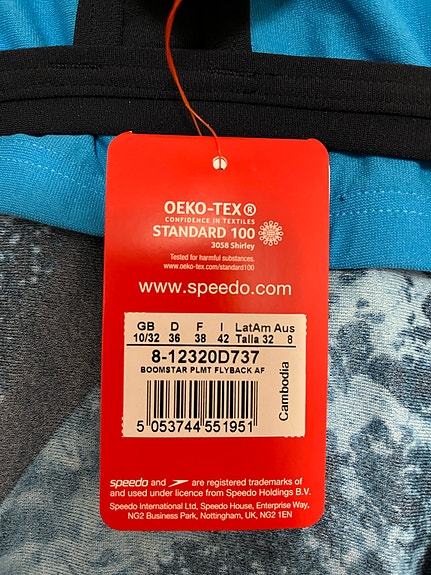 OEKO-TEX®
CONFIDENCE IN TEXTILES
STANDARD 100
3058 Shirley
Tested for harmful substances.
www.oeko-tex.com/standard100
www.speedo.com
GB D F I LatAm Aus
10/32 36 38 42 Talla 32 8
8-12320D737
BOOMSTAR PLMT FLYBACK AF
Cambodia
5 053744 551951
speedo and are registered trademarks of
and used under licence from Speedo Holdings B.V.
Speedo International Ltd, Speedo House, Enterprise Way,
NG2 Business Park, Nottingham, UK, NG2 1EN